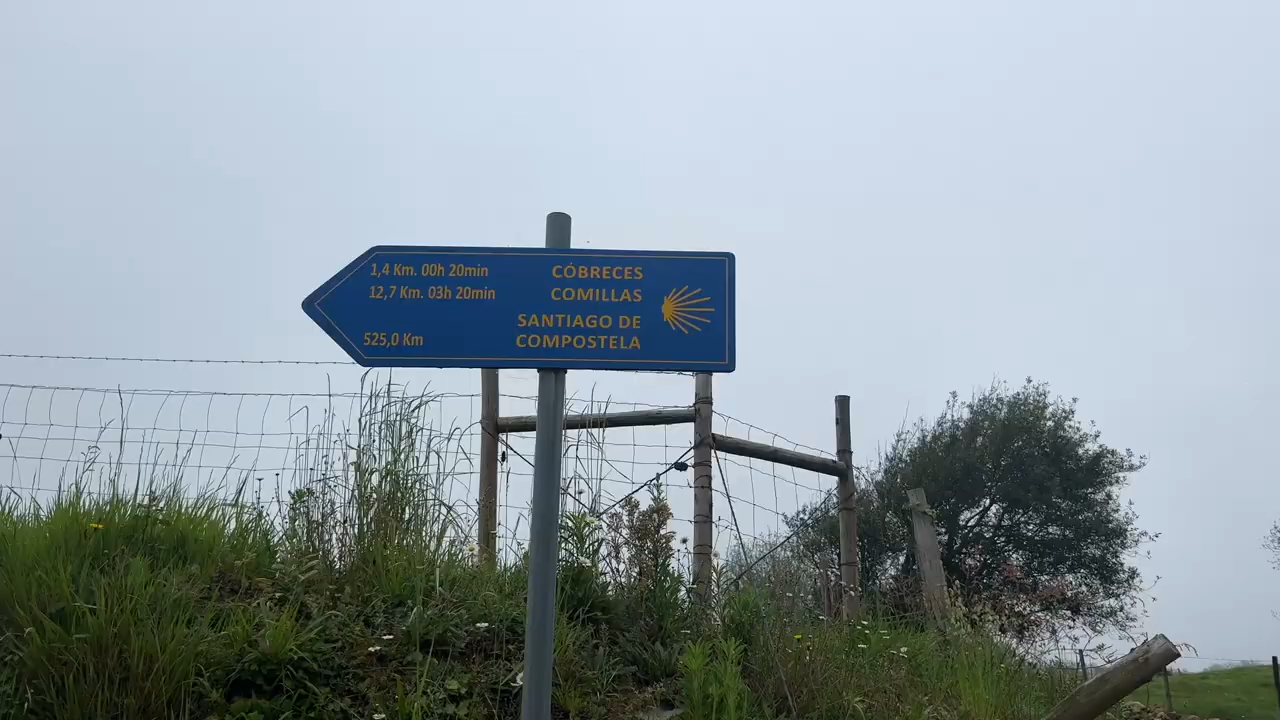 1,4 Km. 00h 20min CÓBRECES
12,7 Km. 03h 20min COMILLAS
SANTIAGO DE
525,0 Km COMPOSTELA